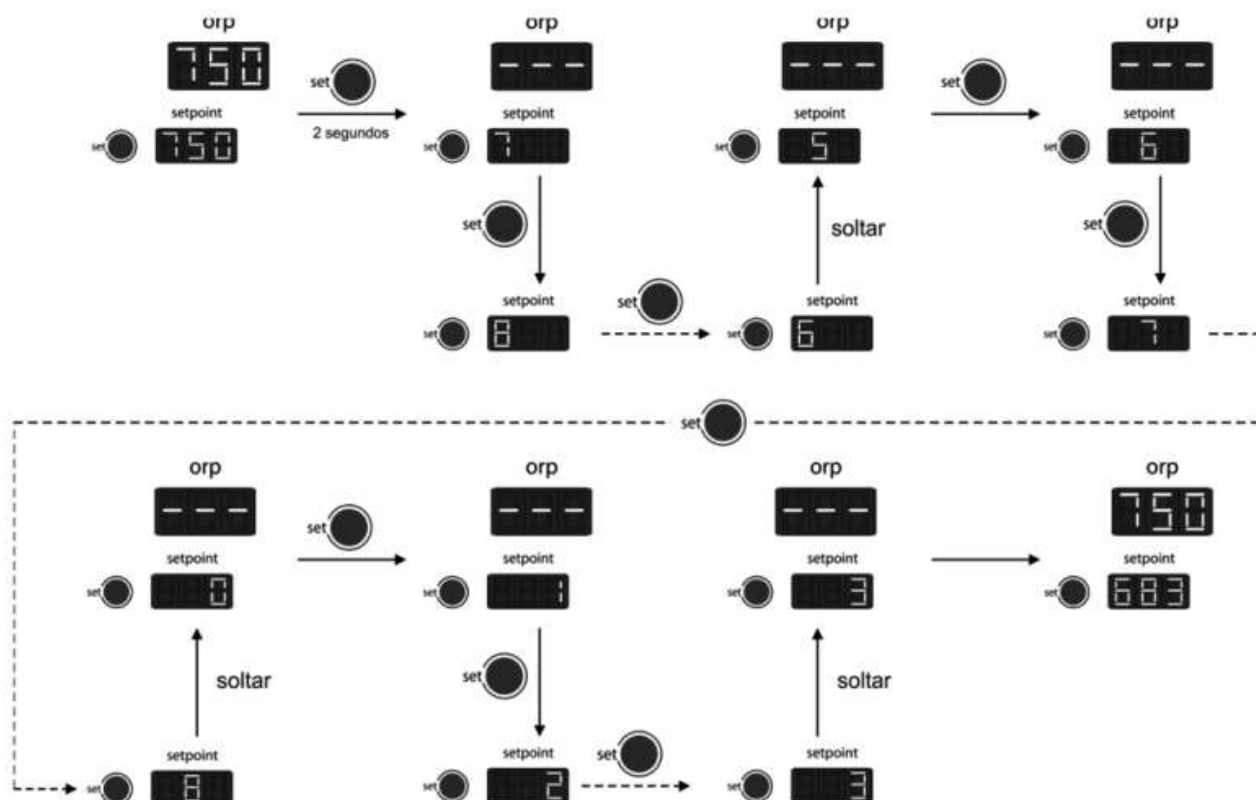 orp
orp
orp
orp
750
---
---
---
set
set
setpoint
setpoint
setpoint
setpoint
2 segundos
set 750
set 7
set 5
set 6
set
soltar
set
setpoint
set
setpoint
setpoint
set 8
set 6
set 7
set
orp
orp
orp
orp
---
---
---
750
set
setpoint
setpoint
setpoint
setpoint
set 0
set 1
set 3
set 683
soltar
set
soltar
setpoint
setpoint
set
setpoint
set 8
set 2
set 3